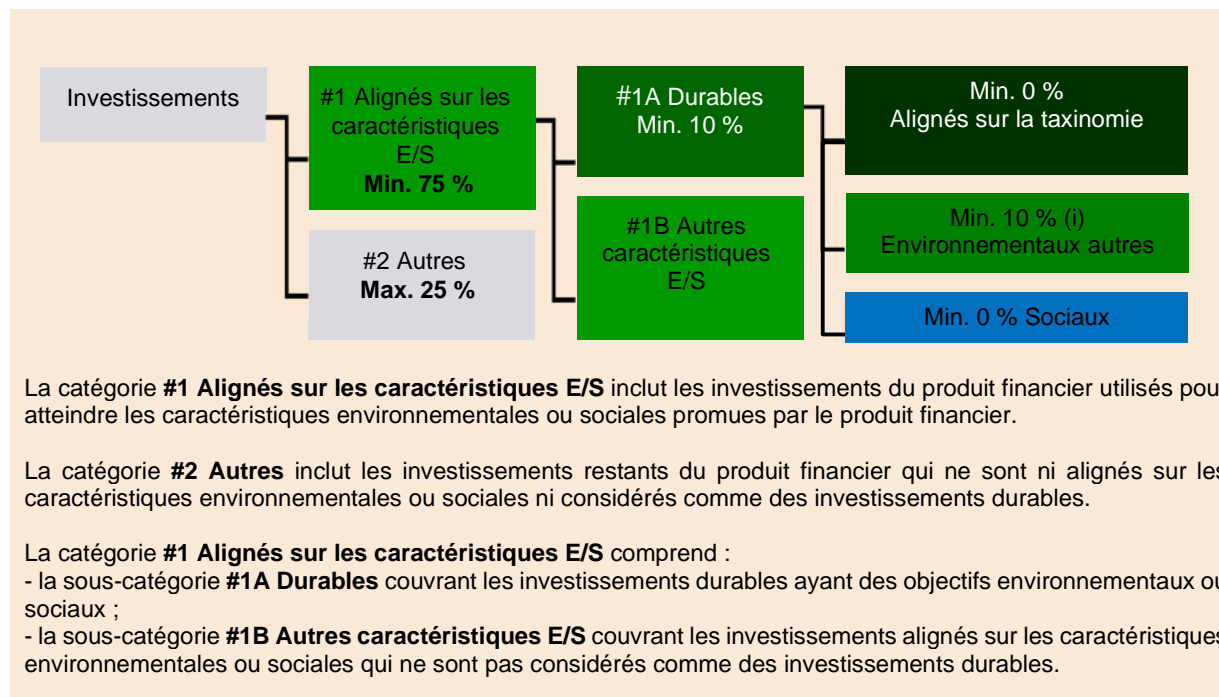 Investissements
#1 Alignés sur les
caractéristiques
E/S
Min. 75 %
#2 Autres
Max. 25 %
#1A Durables
Min. 10 %
#1B Autres
caractéristiques
E/S
Min. 0 %
Alignés sur la taxinomie
Min. 10 % (i)
Environnementaux autres
Min. 0 % Sociaux
La catégorie #1 Alignés sur les caractéristiques E/S inclut les investissements du produit financier utilisés pou
atteindre les caractéristiques environnementales ou sociales promues par le produit financier.
La catégorie #2 Autres inclut les investissements restants du produit financier qui ne sont ni alignés sur les
caractéristiques environnementales ou sociales ni considérés comme des investissements durables.
La catégorie #1 Alignés sur les caractéristiques E/S comprend :
- la sous-catégorie #1A Durables couvrant les investissements durables ayant des objectifs environnementaux ou
sociaux ;
- la sous-catégorie #1B Autres caractéristiques E/S couvrant les investissements alignés sur les caractéristiques
environnementales ou sociales qui ne sont pas considérés comme des investissements durables.